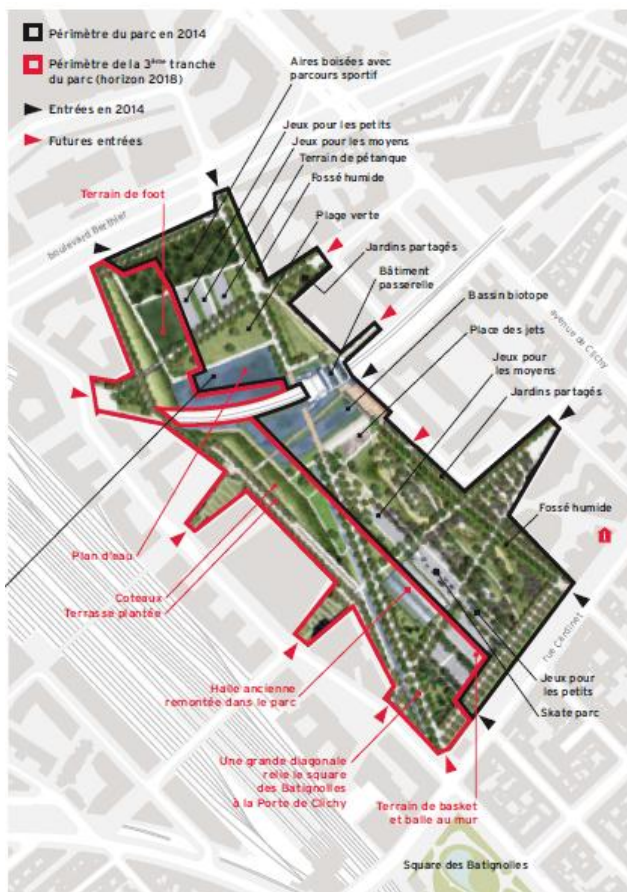 Périmètre du parc en 2014
Périmètre de la 3ème tranche
du parc (horizon 2018)
Entrées en 2014
Futures entrées
Aires boisées avec
parcours sportif
Jeux pour les petits
Jeux pour les moyens
Terrain de pétanque
Fossé humide
Plage verte
Terrain de foot
boulevard Berthier
Jardins partagés
Bâtiment
passerelle
Bassin biotope
Place des jets
Jeux pour
les moyens
Jardins partagés
avenue de Clichy
Fossé humide
Plan d'eau
Coteaux
Terrasse plantée
rue Cardinet
Halle ancienne
remontée dans le parc
Jeux pour
les petits
Skate parc
Une grande diagonale
relie le square
des Batignolles
à la Porte de Clichy
Terrain de basket
et balle au mur
Square des Batignolles